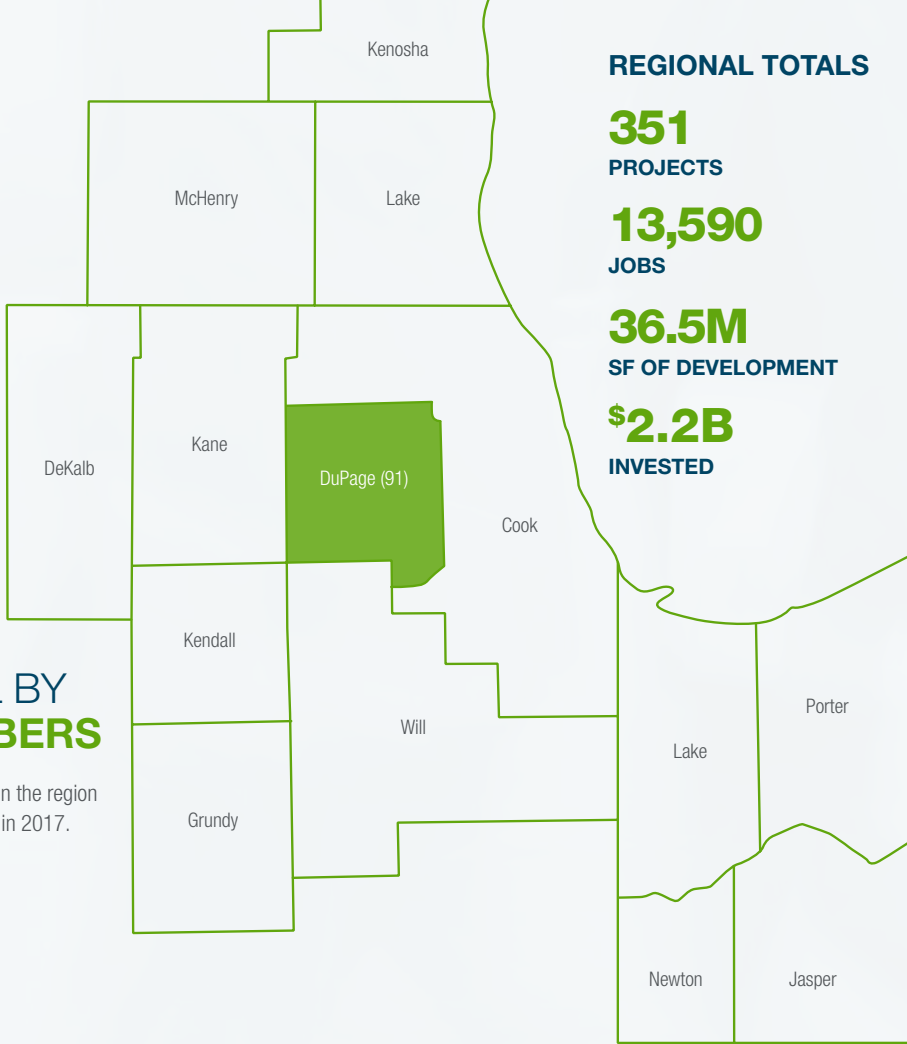 Kenosha
REGIONAL TOTALS
351
PROJECTS
McHenry
Lake
13,590
JOBS
36.5M
SF OF DEVELOPMENT
$2.2B
INVESTED
Kane
DeKalb
DuPage (91)
Cook
Kendall
BY
BERS
Will
Porter
Lake
n the region
in 2017.
Grundy
Newton
Jasper